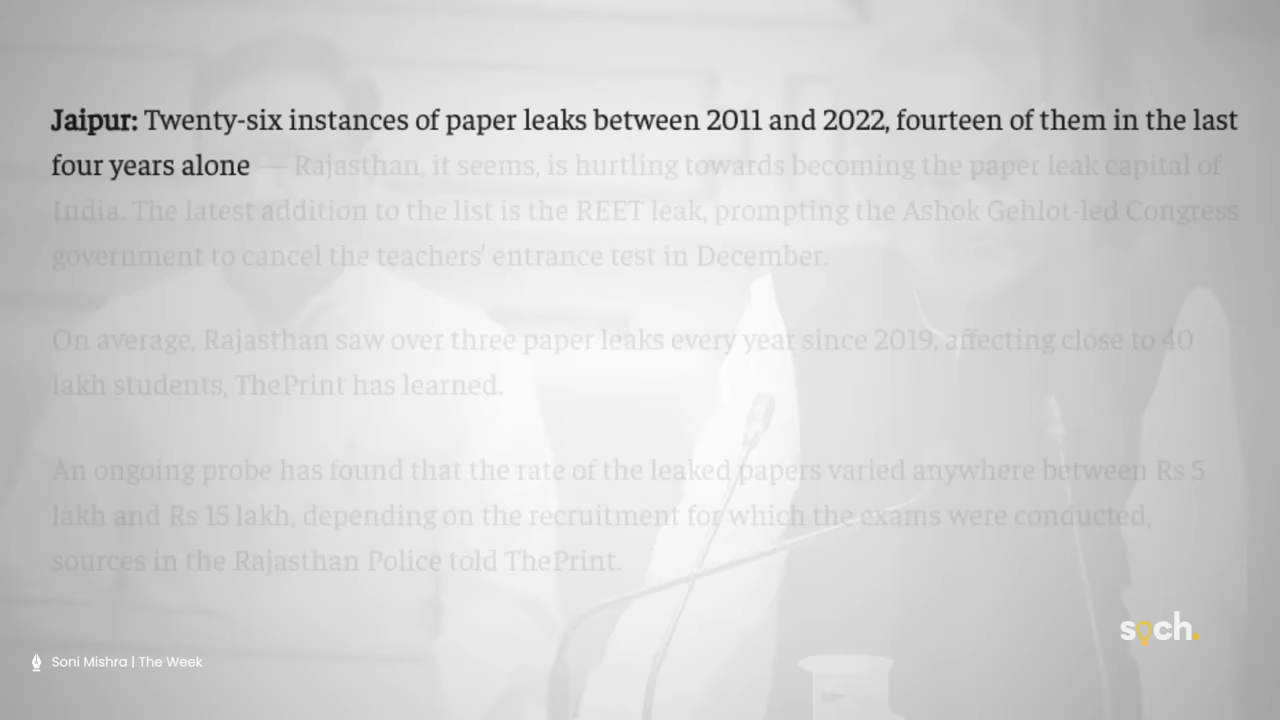 Jaipur: Twenty-six instances of paper leaks between 2011 and 2022, fourteen of them in the last
four years alone — Rajasthan, it seems, is hurtling towards becoming the paper leak capital of
India. The latest addition to the list is the REET leak, prompting the Ashok Gehlot-led Congress
government to cancel the teachers' entrance test in December.
On average, Rajasthan saw over three paper leaks every year since 2019, affecting close to 40
lakh students, ThePrint has learned.
An ongoing probe has found that the rate of the leaked papers varied anywhere between Rs 5
lakh and Rs 15 lakh, depending on the recruitment for which the exams were conducted,
sources in the Rajasthan Police told ThePrint.
soch.
Soni Mishra | The Week